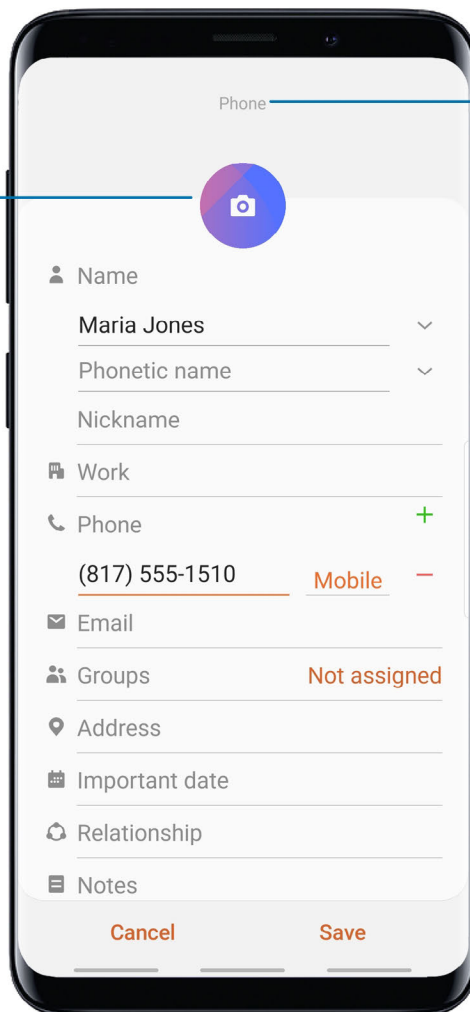 Phone
Name
Maria Jones
Phonetic name
Nickname
Work
Phone
(817) 555-1510 Mobile
Email
Groups Not assigned
Address
Important date
Relationship
Notes
Cancel Save